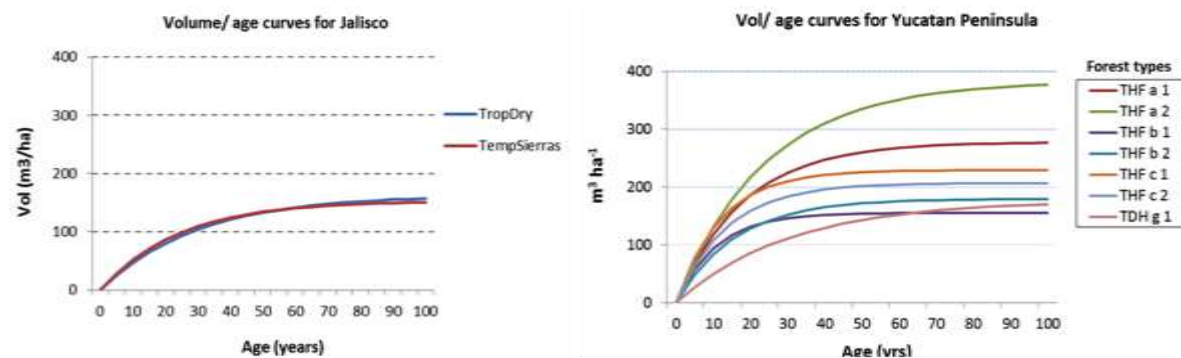 Volume/ age curves for Jalisco
400
300
200
100
0
Vol (m3/ha)
0 10 20 30 40 50 60 70 80 90 100
Age (years)
TropDry
TempSierras
Vol/ age curves for Yucatan Peninsula
400
300
200
100
0
m³ ha⁻¹
0 10 20 30 40 50 60 70 80 90 100
Age (yrs)
Forest types
THF a 1
THF a 2
THF b 1
THF b 2
THF c 1
THF c 2
TDH g 1